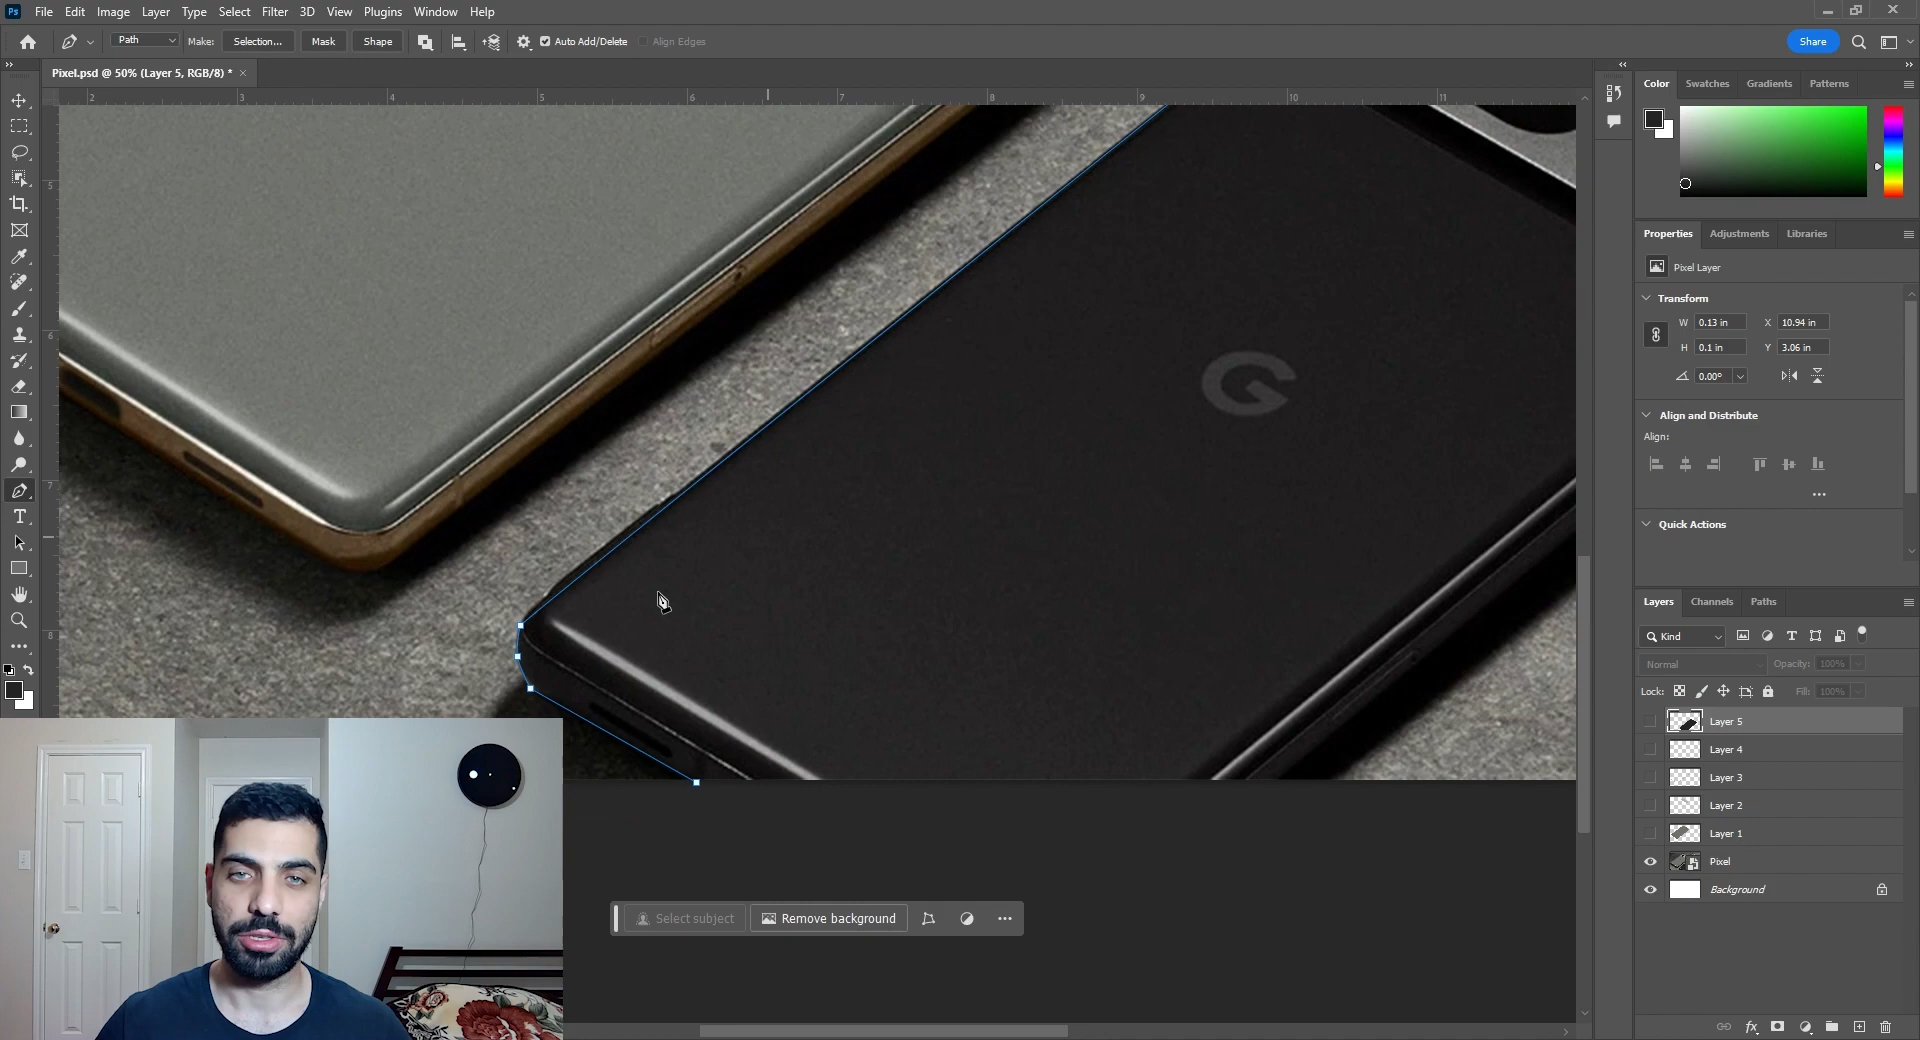 Ps File Edit Image Layer Type Select Filter 3D View Plugins Window Help
Path Make: Selection... Mask Shape Auto Add/Delete Align Edges Share
Pixel.psd @ 50% (Layer 5, RGB/8) * ×
2 3 4 5 6 7 8 9 10 11
5
6
7
8
G
Color Swatches Gradients Patterns
Properties Adjustments Libraries
Pixel Layer
Transform
W 0.13 in X 10.94 in
H 0.1 in Y 3.06 in
0.00°
Align and Distribute
Align:
Quick Actions
Layers Channels Paths
Kind
Normal Opacity: 100%
Lock: Fill: 100%
Layer 5
Layer 4
Layer 3
Layer 2
Layer 1
Pixel
Background
Select subject Remove background